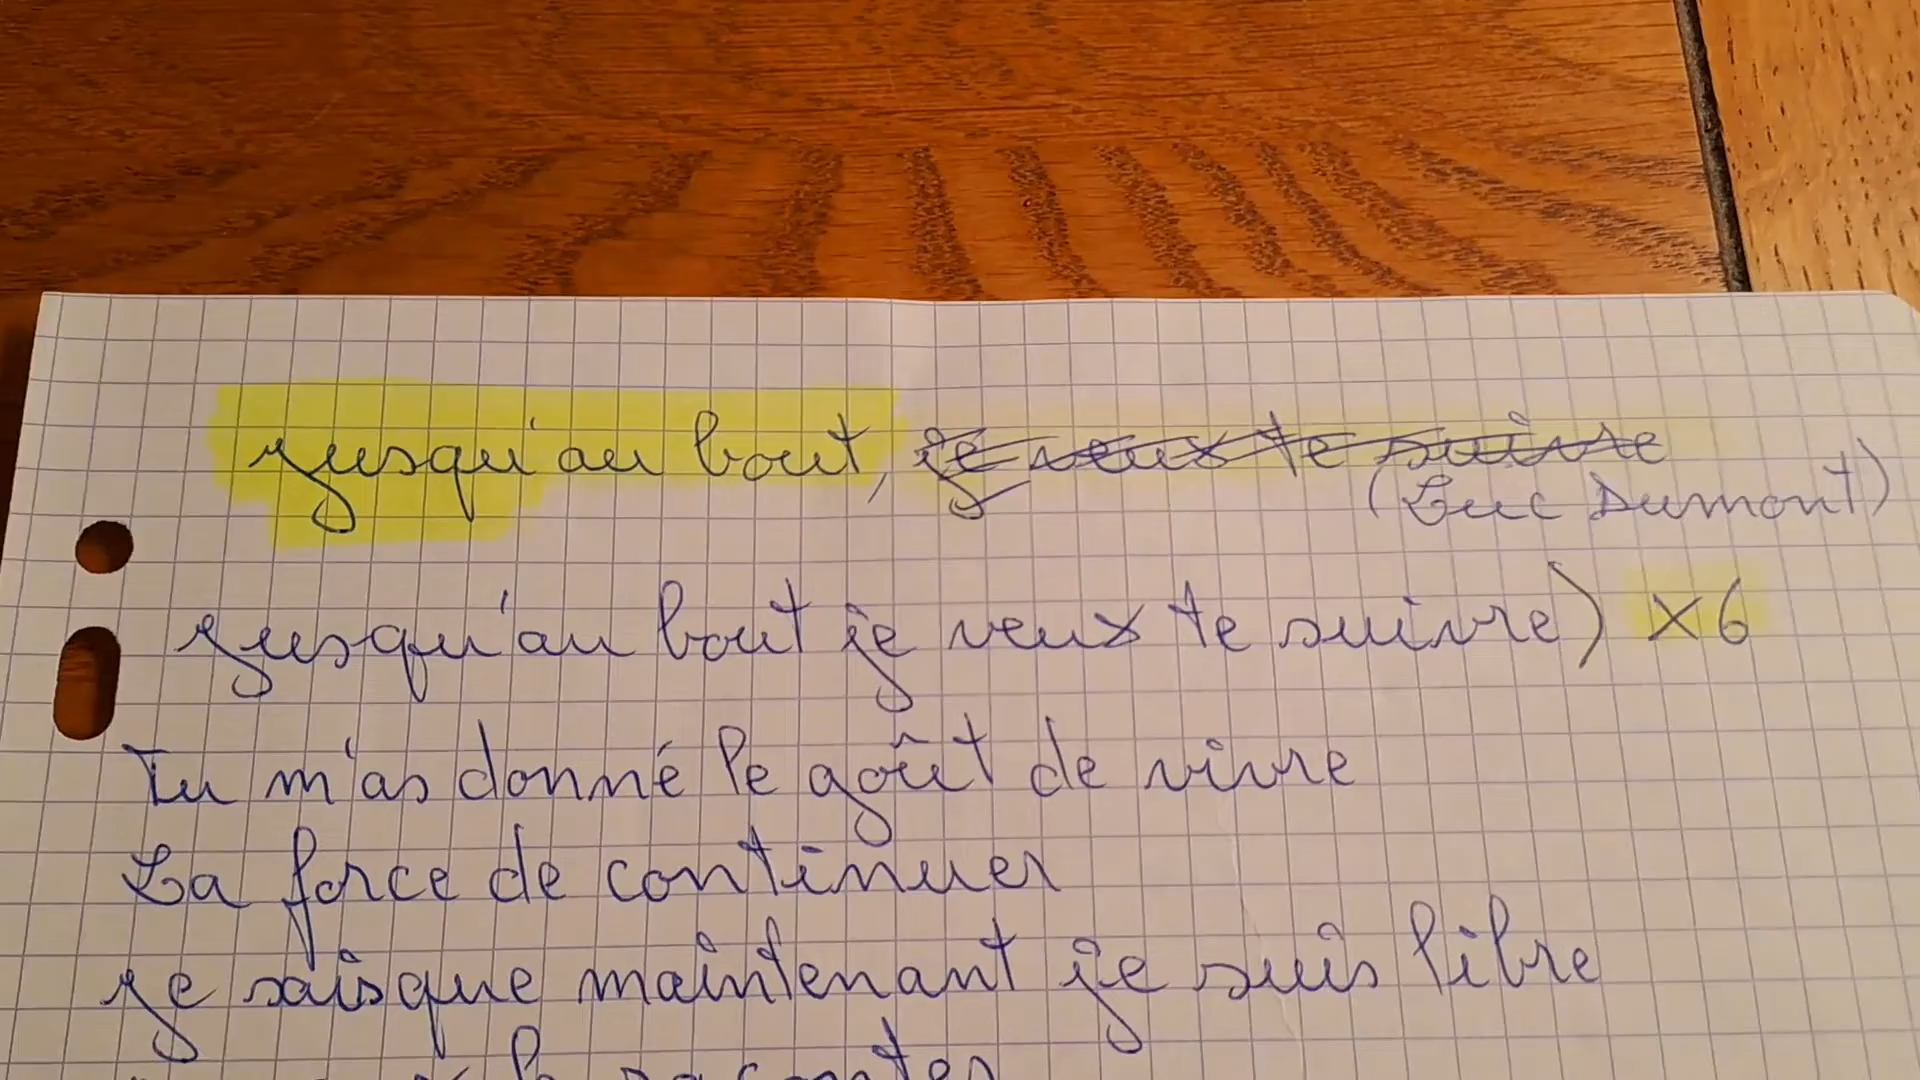 Jusqu'au bout, je veux te suivre
(Luc Dumont)
Jusqu'au bout je veux te suivre) x6
Tu m'as donné le goût de vivre
La force de continuer
Je sais que maintenant je suis libre